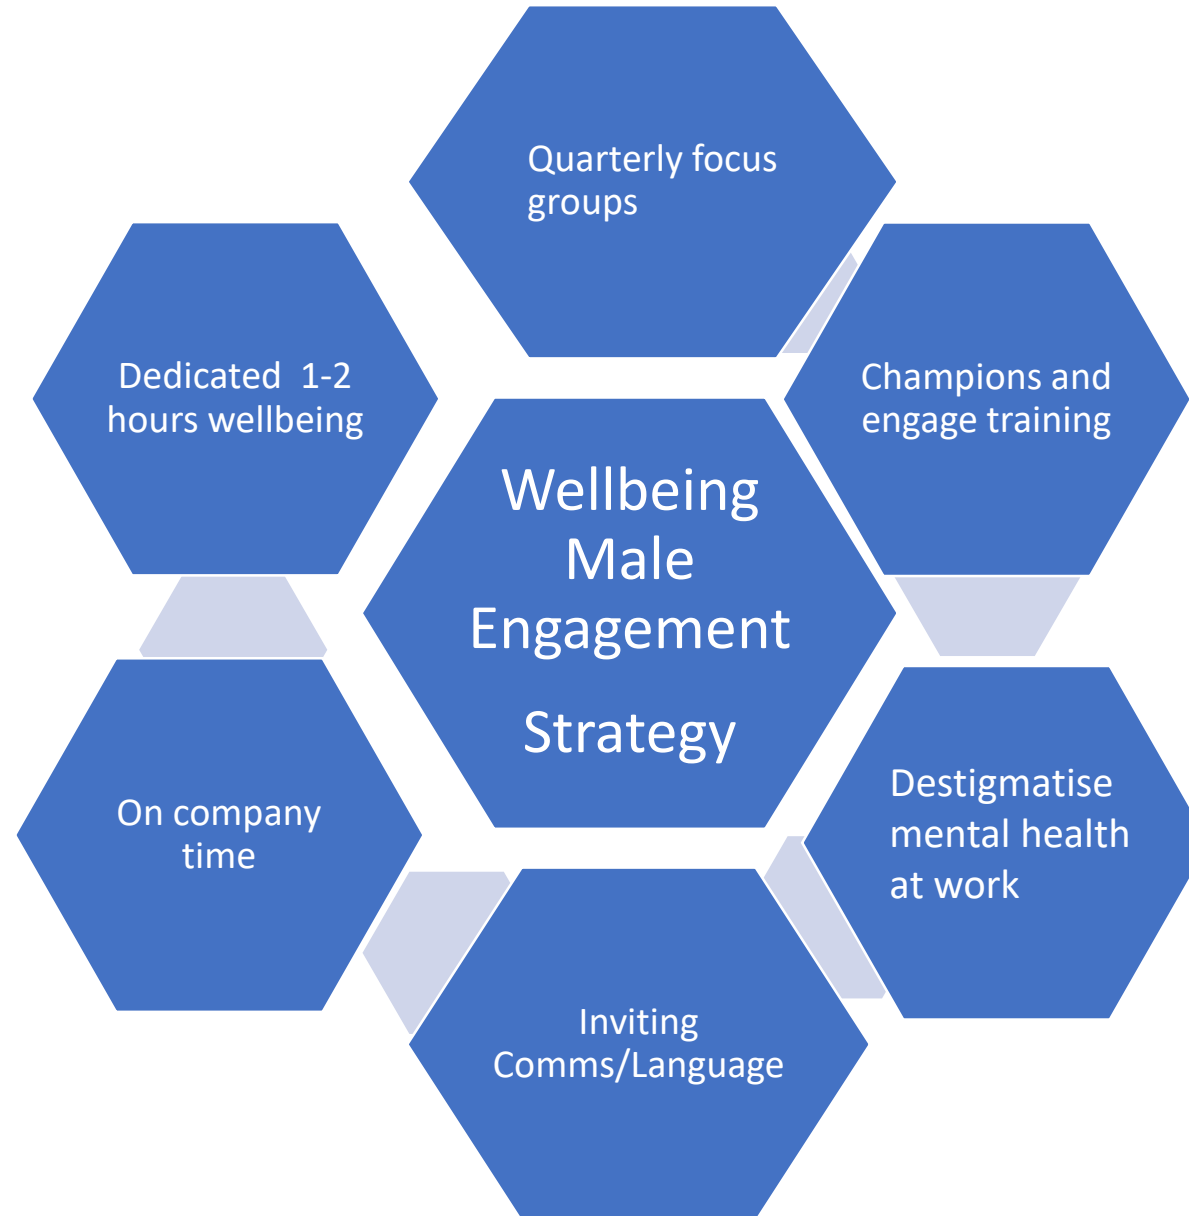 Quarterly focus
groups
Dedicated 1-2
hours wellbeing
Champions and
engage training
Wellbeing
Male
Engagement
Strategy
On company
time
Destigmatise
mental health
at work
Inviting
Comms/Language